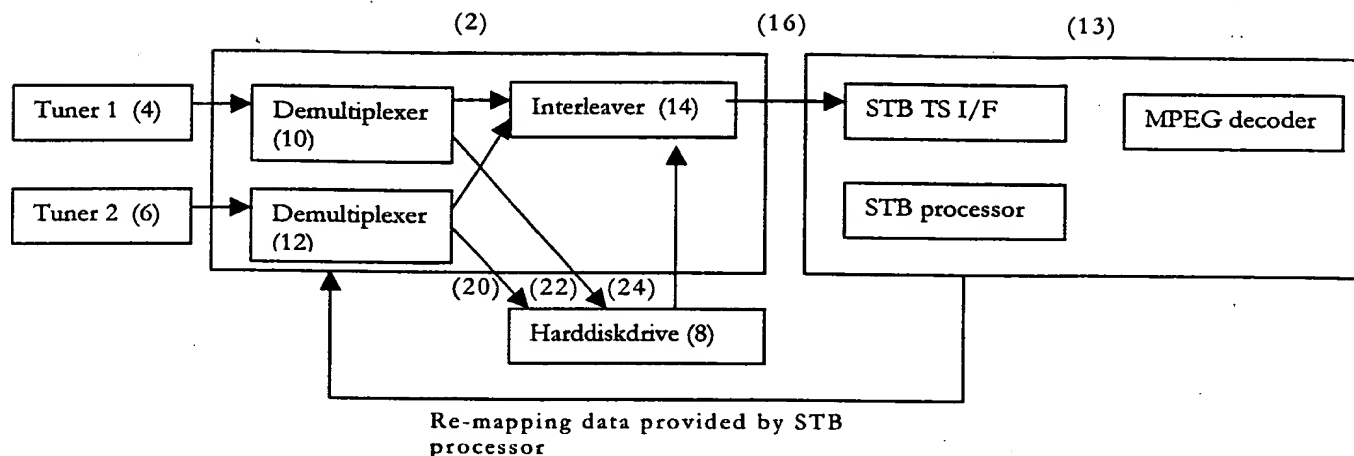 (2)
(16)
(13)
Tuner 1 (4)
Demultiplexer
(10)
Interleaver (14)
STB TS I/F
MPEG decoder
Tuner 2 (6)
Demultiplexer
(12)
STB processor
(20)
(22)
(24)
Harddiskdrive (8)
Re-mapping data provided by STB
processor